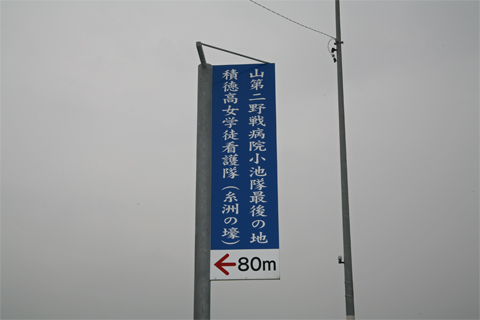 山第二野戦病院小池隊最後の地
積徳高女学徒看護隊（糸洲の壕）
←80m